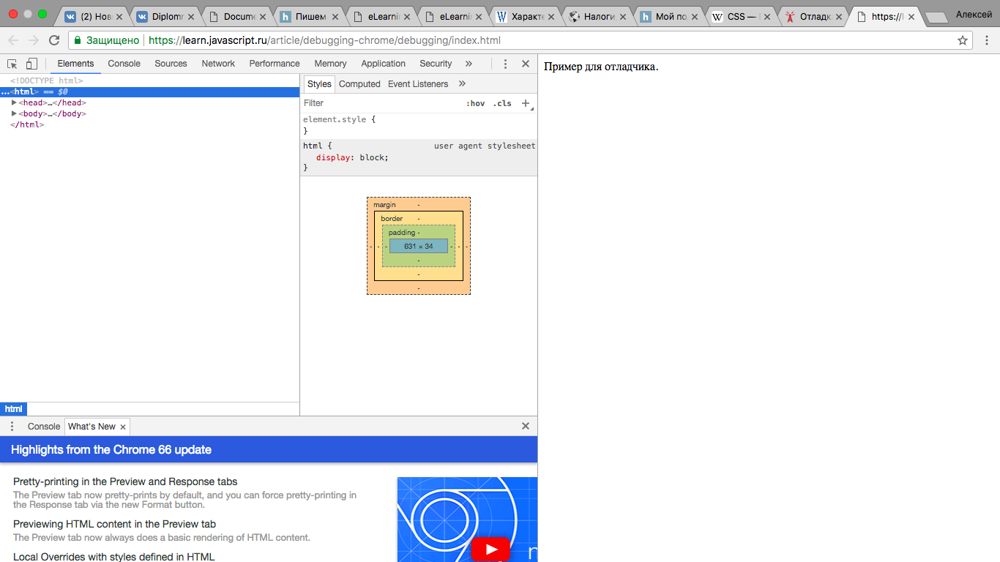 (2) Нов
Diplom
Docume
Пишем
eLearnin
eLearnin
Характе
Налоги
Мой по
CSS —
Отладк
https://l
Алексей
Защищено https://learn.javascript.ru/article/debugging-chrome/debugging/index.html
Elements Console Sources Network Performance Memory Application Security »
<!DOCTYPE html>
…<html> == $0
<head>…</head>
<body>…</body>
</html>
html
Styles Computed Event Listeners »
Filter :hov .cls +
element.style {
}
html { user agent stylesheet
display: block;
}
margin -
border -
padding -
- - - 631 × 34 - - -
-
-
-
Console What's New ×
Highlights from the Chrome 66 update
Pretty-printing in the Preview and Response tabs
The Preview tab now pretty-prints by default, and you can force pretty-printing in
the Response tab via the new Format button.
Previewing HTML content in the Preview tab
The Preview tab now always does a basic rendering of HTML content.
Local Overrides with styles defined in HTML
n
Пример для отладчика.